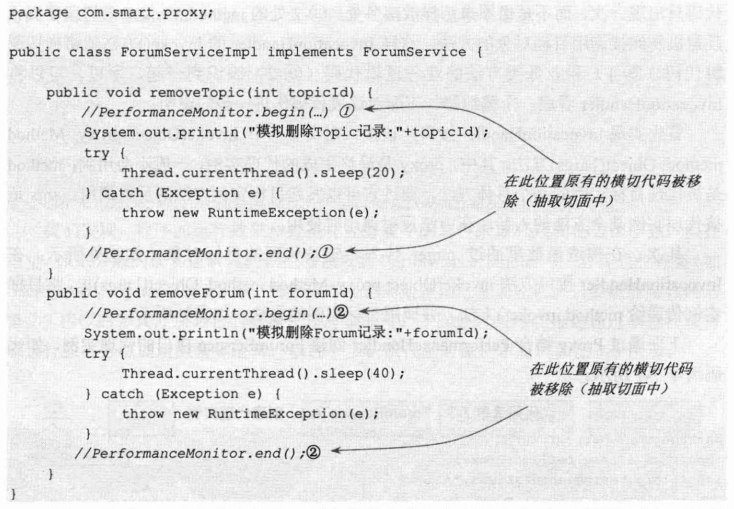 package com.smart.proxy;
public class ForumServiceImpl implements ForumService {
public void removeTopic(int topicId) {
//PerformanceMonitor.begin(…) ①
System.out.println("模拟删除Topic记录:"+topicId);
try {
Thread.currentThread().sleep(20);
} catch (Exception e) {
throw new RuntimeException(e);
}
在此位置原有的横切代码被移
除(抽取切面中)
//PerformanceMonitor.end();①
}
public void removeForum(int forumId) {
//PerformanceMonitor.begin(…)②
System.out.println("模拟删除Forum记录:"+forumId);
try {
Thread.currentThread().sleep(40);
} catch (Exception e) {
throw new RuntimeException(e);
}
在此位置原有的横切代码
被移除(抽取切面中)
//PerformanceMonitor.end();②
}
}